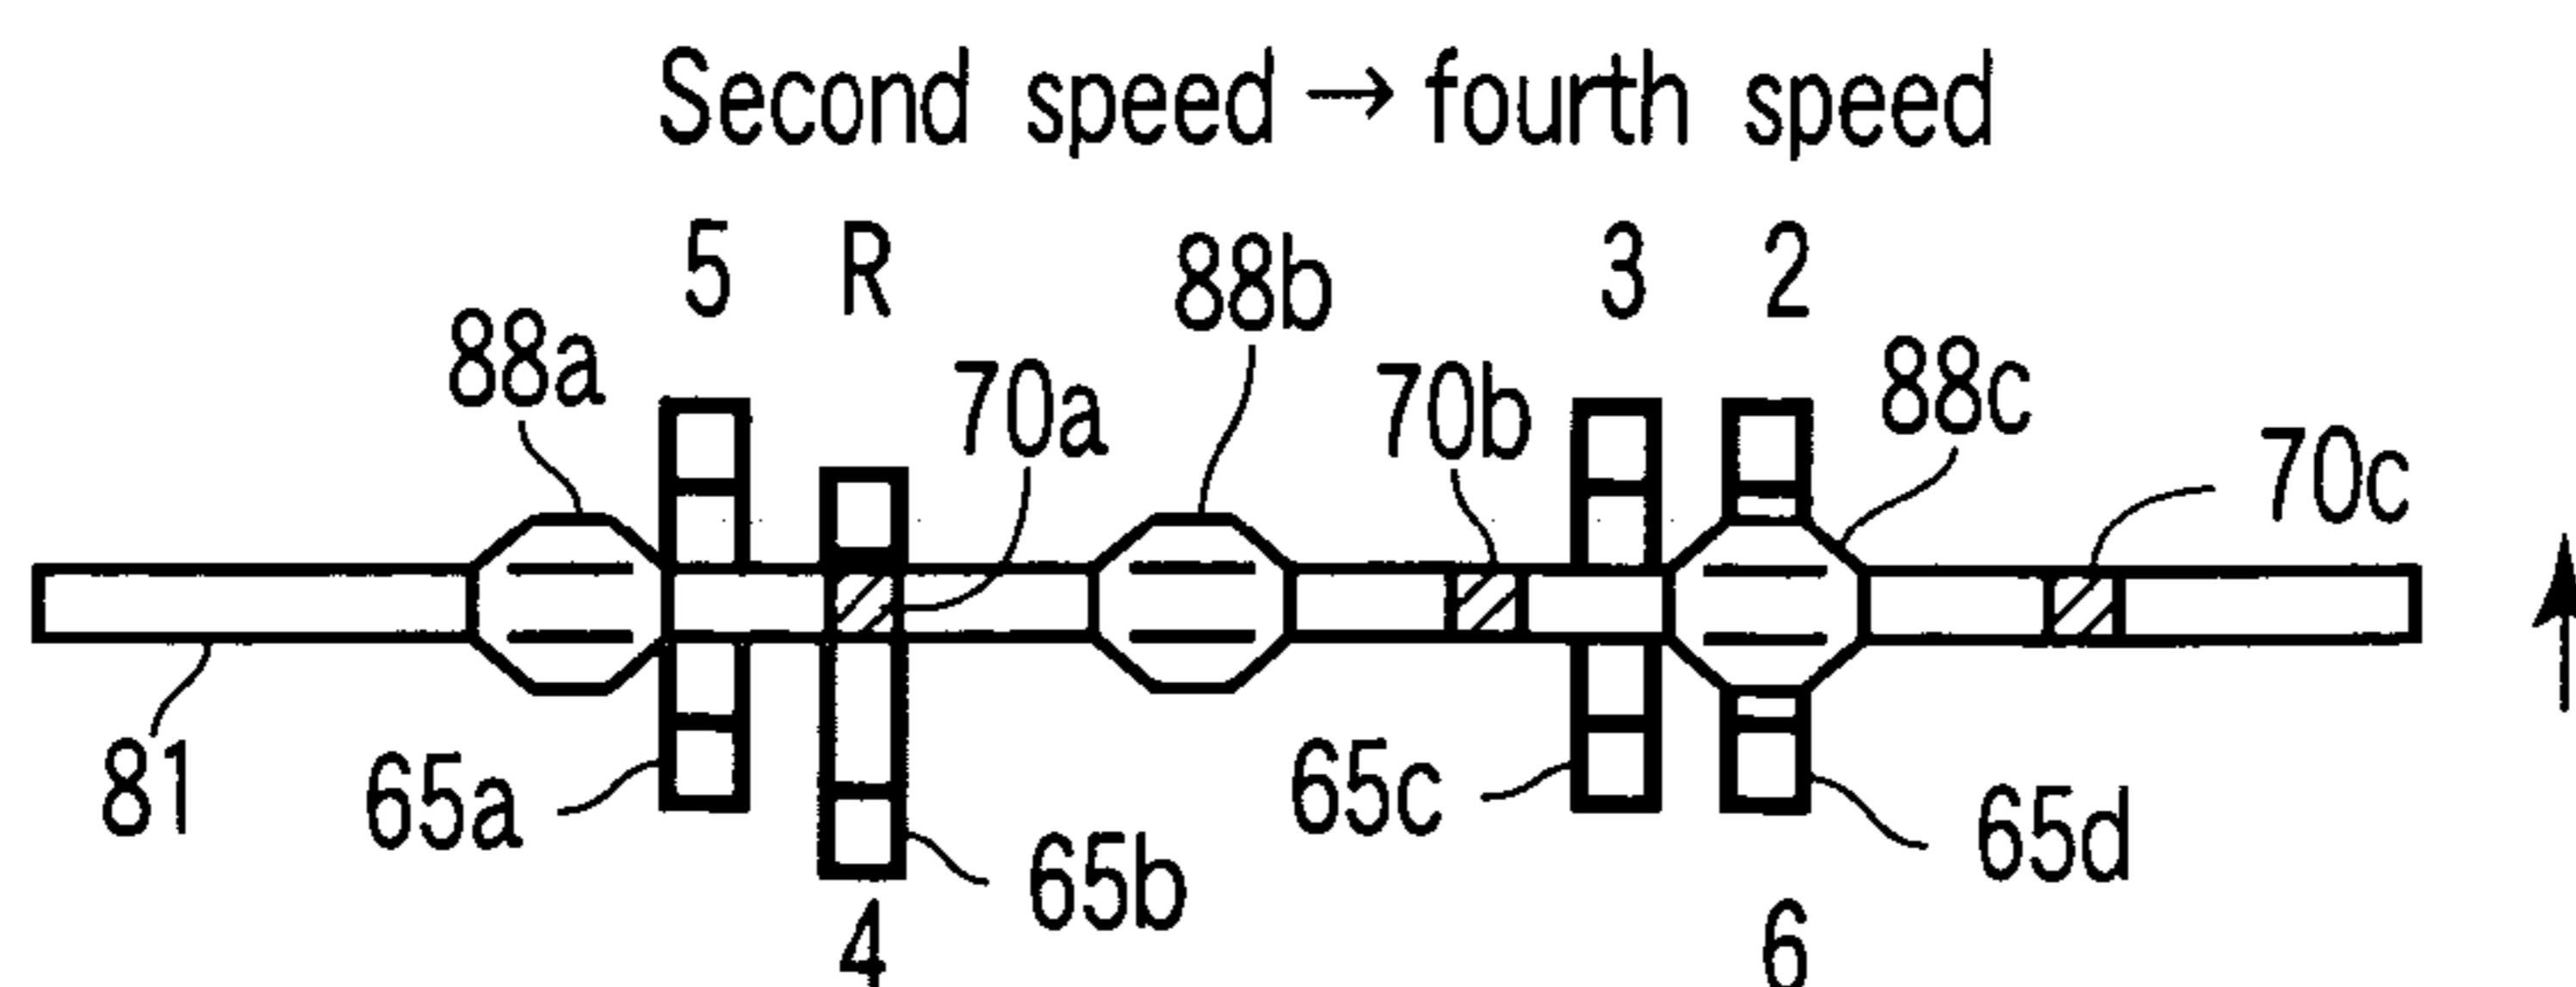 Second speed → fourth speed
5 R 88b 3 2
88a 70a 70b 88c 70c
81 65a 65b 65c 65d
4 6